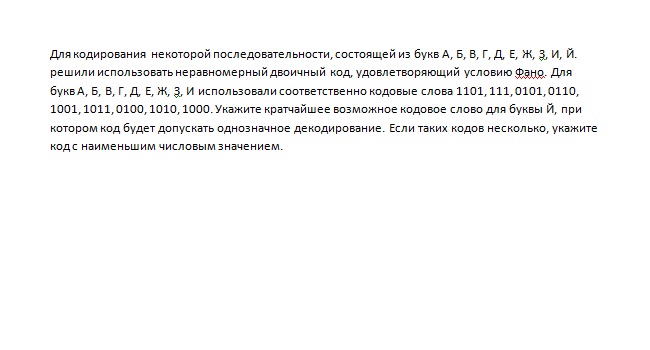 Для кодирования некоторой последовательности, состоящей из букв А, Б, В, Г, Д, Е, Ж, З, И, Й.
решили использовать неравномерный двоичный код, удовлетворяющий условию Фано. Для
букв А, Б, В, Г, Д, Е, Ж, З, И использовали соответственно кодовые слова 1101, 111, 0101, 0110,
1001, 1011, 0100, 1010, 1000. Укажите кратчайшее возможное кодовое слово для буквы Й, при
котором код будет допускать однозначное декодирование. Если таких кодов несколько, укажите
код с наименьшим числовым значением.